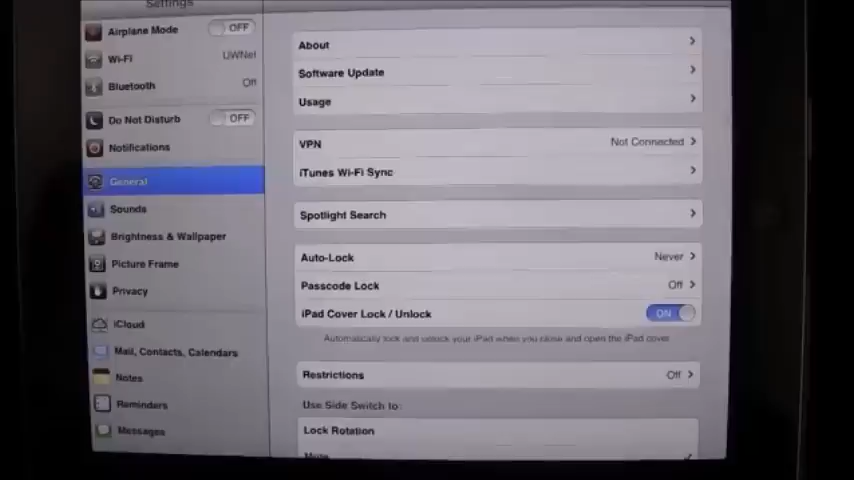 Settings
Airplane Mode OFF
Wi-Fi UWNet
Bluetooth Off
Do Not Disturb OFF
Notifications
General
Sounds
Brightness & Wallpaper
Picture Frame
Privacy
iCloud
Mail, Contacts, Calendars
Notes
Reminders
Messages
About
Software Update
Usage
VPN Not Connected
iTunes Wi-Fi Sync
Spotlight Search
Auto-Lock Never
Passcode Lock Off
iPad Cover Lock / Unlock ON
Automatically lock and unlock your iPad when you close and open the iPad cover.
Restrictions Off
Use Side Switch to:
Lock Rotation
Mute